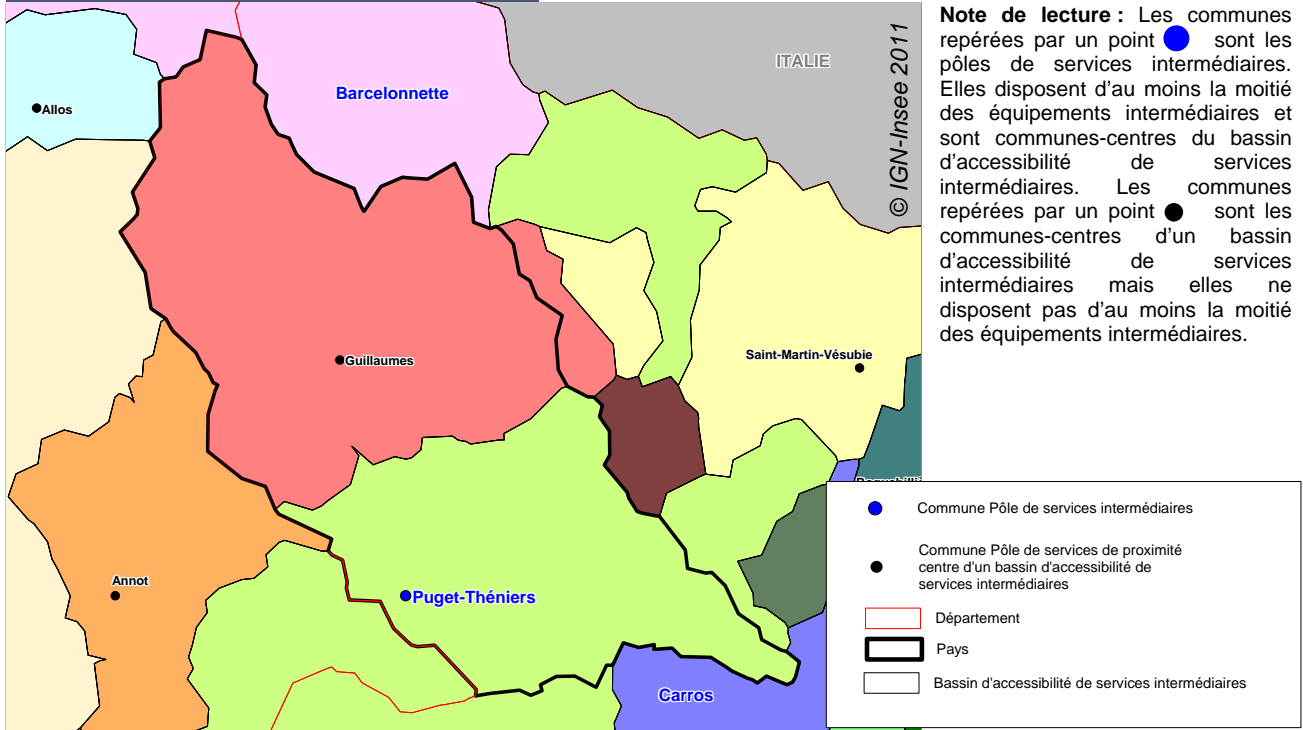 ITALIE
© IGN-Insee 2011
Barcelonnette
Allos
Guillaumes
Saint-Martin-Vésubie
Annot
Puget-Théniers
Carros
Note de lecture : Les communes
repérées par un point sont les
pôles de services intermédiaires.
Elles disposent d'au moins la moitié
des équipements intermédiaires et
sont communes-centres du bassin
d'accessibilité de services
intermédiaires. Les communes
repérées par un point sont les
communes-centres d'un bassin
d'accessibilité de services
intermédiaires mais elles ne
disposent pas d'au moins la moitié
des équipements intermédiaires.
Commune Pôle de services intermédiaires
Commune Pôle de services de proximité
centre d'un bassin d'accessibilité de
services intermédiaires
Département
Pays
Bassin d'accessibilité de services intermédiaires